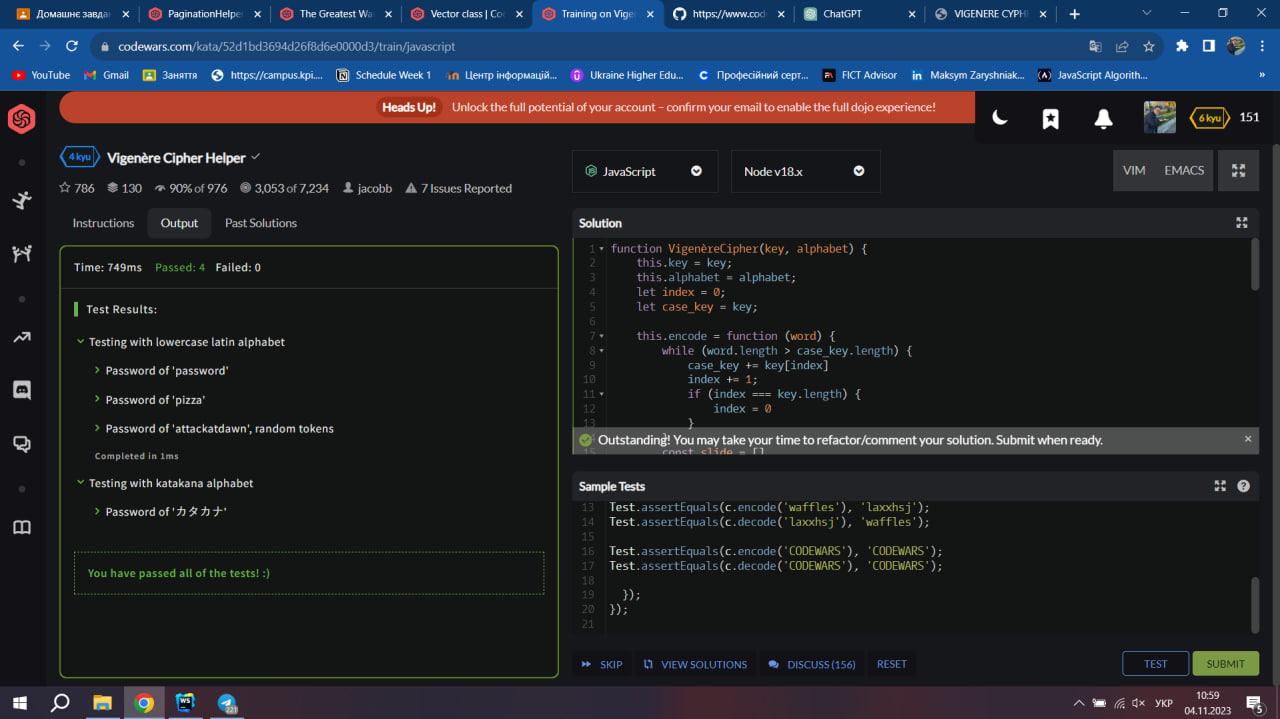 Домашнє завдан
PaginationHelpe
The Greatest Wa
Vector class | Coc
Training on Vige
https://www.cod
ChatGPT
VIGENERE CYPH
codewars.com/kata/52d1bd3694d26f8d6e0000d3/train/javascript
YouTube
Gmail
Заняття
https://campus.kpi....
Schedule Week 1
Центр інформацій...
Ukraine Higher Edu...
Професійний серт...
FICT Advisor
Maksym Zaryshniak...
JavaScript Algorith...
»
Heads Up! Unlock the full potential of your account – confirm your email to enable the full dojo experience!
6 kyu 151
4 kyu Vigenère Cipher Helper
786 130 90% of 976 3,053 of 7,234 jacobb 7 Issues Reported
JavaScript
Node v18.x
VIM EMACS
Instructions Output Past Solutions
Time: 749ms Passed: 4 Failed: 0
Test Results:
Testing with lowercase latin alphabet
Password of 'password'
Password of 'pizza'
Password of 'attackatdawn', random tokens
Completed in 1ms
Testing with katakana alphabet
Password of 'カタカナ'
You have passed all of the tests! :)
Solution
1 function VigenèreCipher(key, alphabet) {
2 this.key = key;
3 this.alphabet = alphabet;
4 let index = 0;
5 let case_key = key;
6
7 this.encode = function (word) {
8 while (word.length > case_key.length) {
9 case_key += key[index]
10 index += 1;
11 if (index === key.length) {
12 index = 0
13 }
Outstanding! You may take your time to refactor/comment your solution. Submit when ready.
15 const slide = []
Sample Tests
13 Test.assertEquals(c.encode('waffles'), 'laxxhsj');
14 Test.assertEquals(c.decode('laxxhsj'), 'waffles');
15
16 Test.assertEquals(c.encode('CODEWARS'), 'CODEWARS');
17 Test.assertEquals(c.decode('CODEWARS'), 'CODEWARS');
18
19 });
20 });
21
SKIP VIEW SOLUTIONS DISCUSS (156) RESET
TEST SUBMIT
WS
221
УКР
10:59
04.11.2023
5